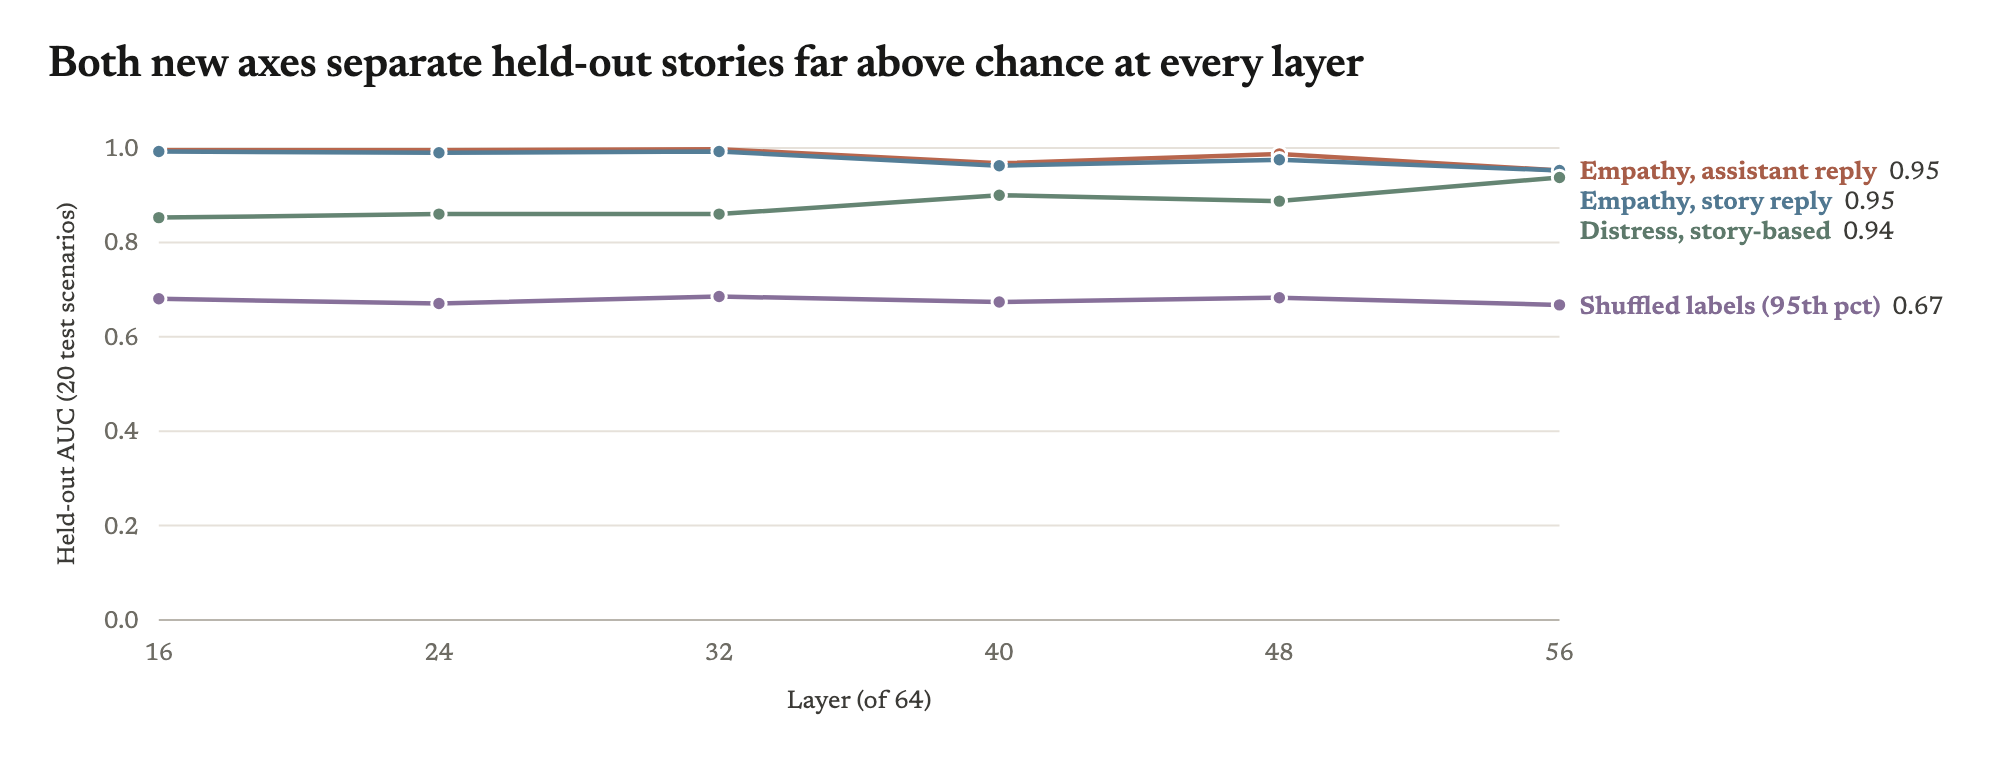 Both new axes separate held-out stories far above chance at every layer
Held-out AUC (20 test scenarios)
1.0
0.8
0.6
0.4
0.2
0.0
16 24 32 40 48 56
Layer (of 64)
Empathy, assistant reply 0.95
Empathy, story reply 0.95
Distress, story-based 0.94
Shuffled labels (95th pct) 0.67